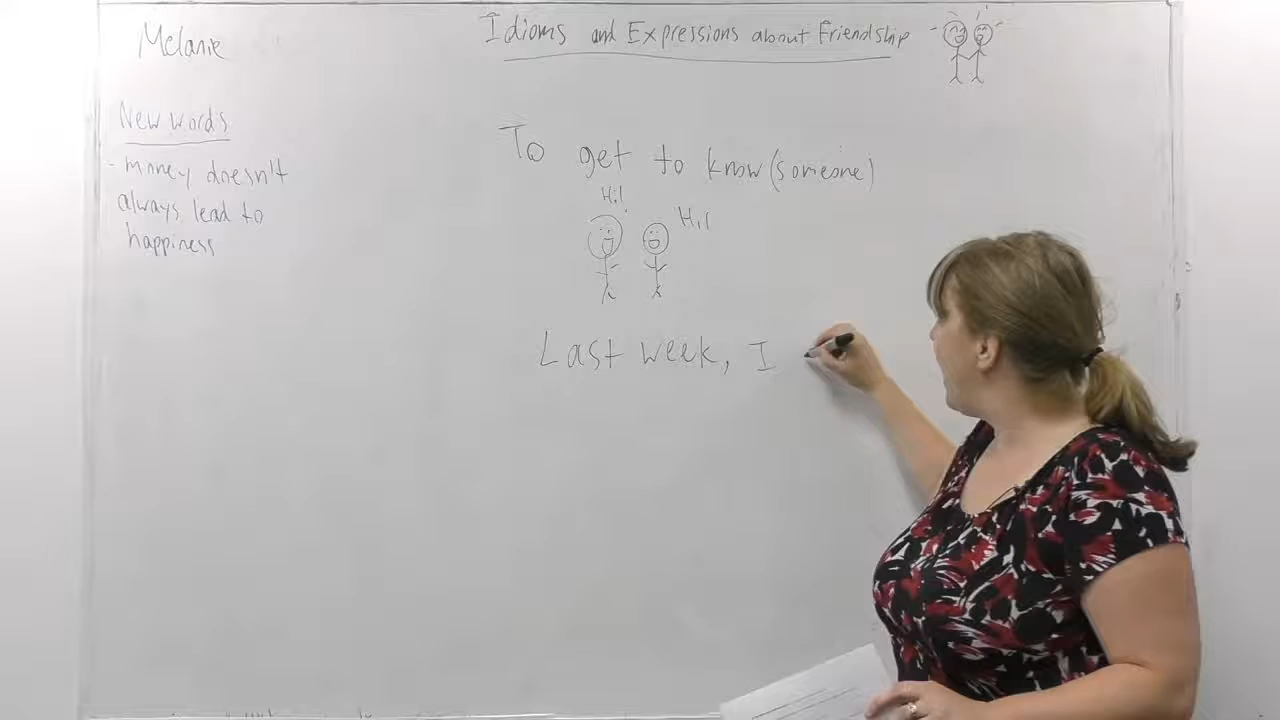 Melanie
Idioms and Expressions about Friendship
New words
- money doesn't
always lead to
happiness
To get to know (someone)
Hi!
Hi!
Last week, I